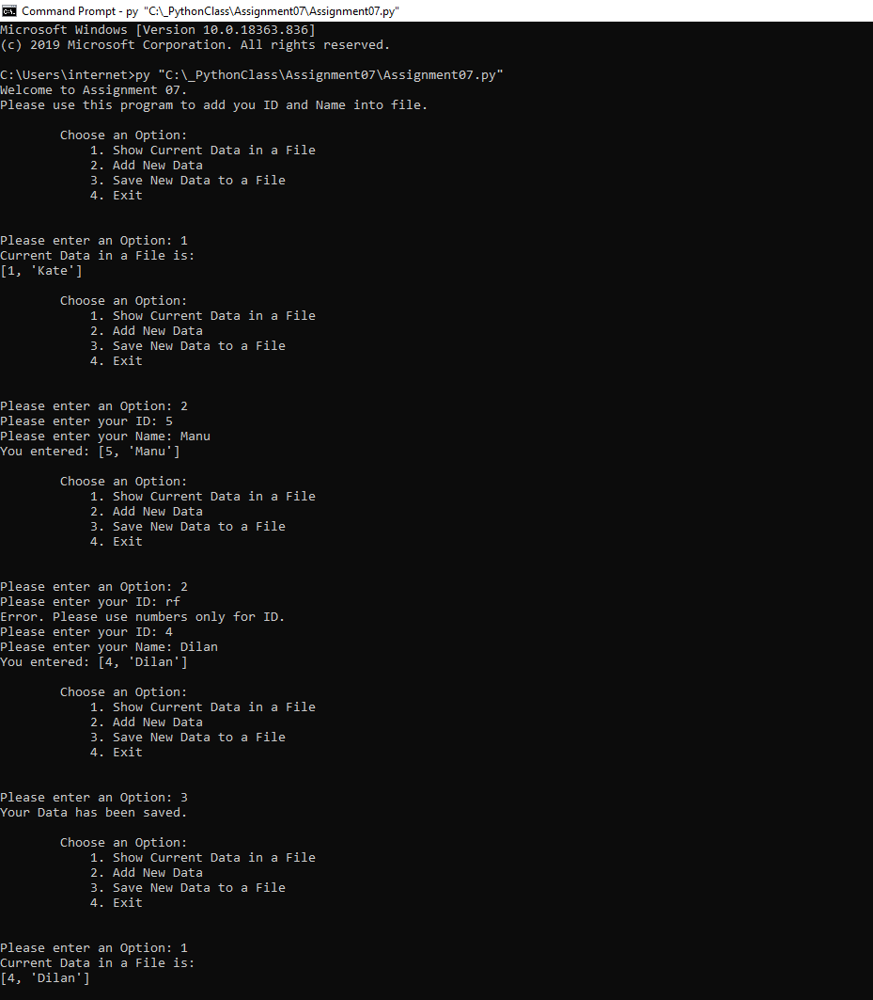 Command Prompt - py "C:\_PythonClass\Assignment07\Assignment07.py"
Microsoft Windows [Version 10.0.18363.836]
(c) 2019 Microsoft Corporation. All rights reserved.
C:\Users\internet>py "C:\_PythonClass\Assignment07\Assignment07.py"
Welcome to Assignment 07.
Please use this program to add you ID and Name into file.
Choose an Option:
1. Show Current Data in a File
2. Add New Data
3. Save New Data to a File
4. Exit
Please enter an Option: 1
Current Data in a File is:
[1, 'Kate']
Choose an Option:
1. Show Current Data in a File
2. Add New Data
3. Save New Data to a File
4. Exit
Please enter an Option: 2
Please enter your ID: 5
Please enter your Name: Manu
You entered: [5, 'Manu']
Choose an Option:
1. Show Current Data in a File
2. Add New Data
3. Save New Data to a File
4. Exit
Please enter an Option: 2
Please enter your ID: rf
Error. Please use numbers only for ID.
Please enter your ID: 4
Please enter your Name: Dilan
You entered: [4, 'Dilan']
Choose an Option:
1. Show Current Data in a File
2. Add New Data
3. Save New Data to a File
4. Exit
Please enter an Option: 3
Your Data has been saved.
Choose an Option:
1. Show Current Data in a File
2. Add New Data
3. Save New Data to a File
4. Exit
Please enter an Option: 1
Current Data in a File is:
[4, 'Dilan']